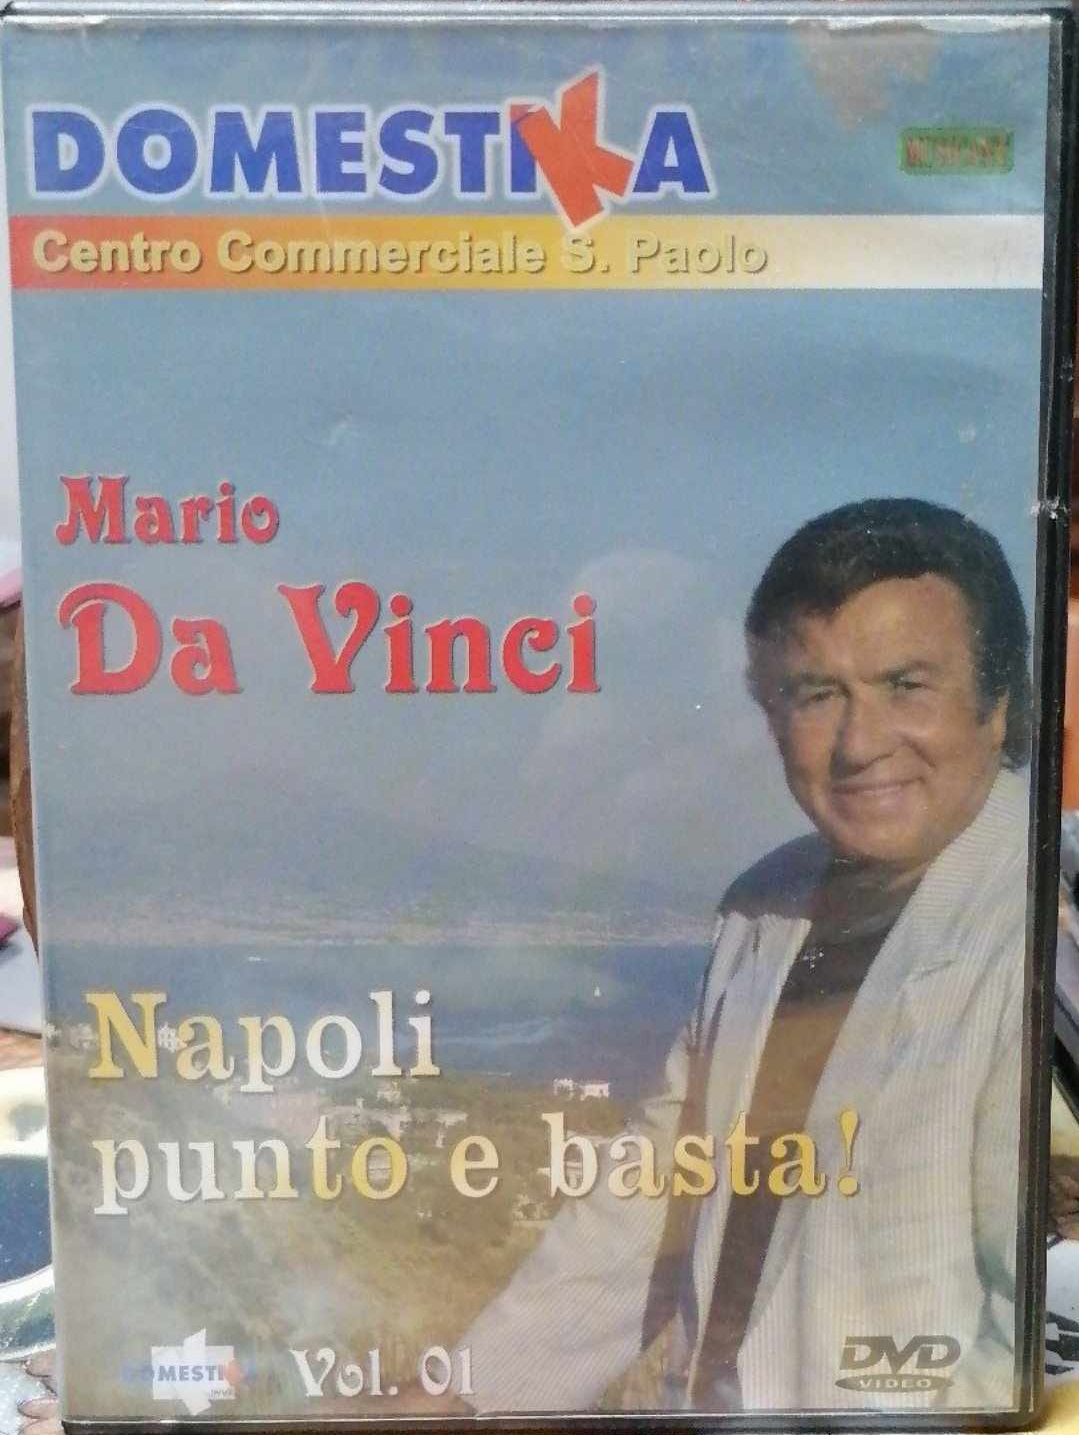 DOMESTIKA
Centro Commerciale S. Paolo
Mario
Da Vinci
Napoli
punto e basta!
DOMESTIKA
Vol. 01
DVD
VIDEO